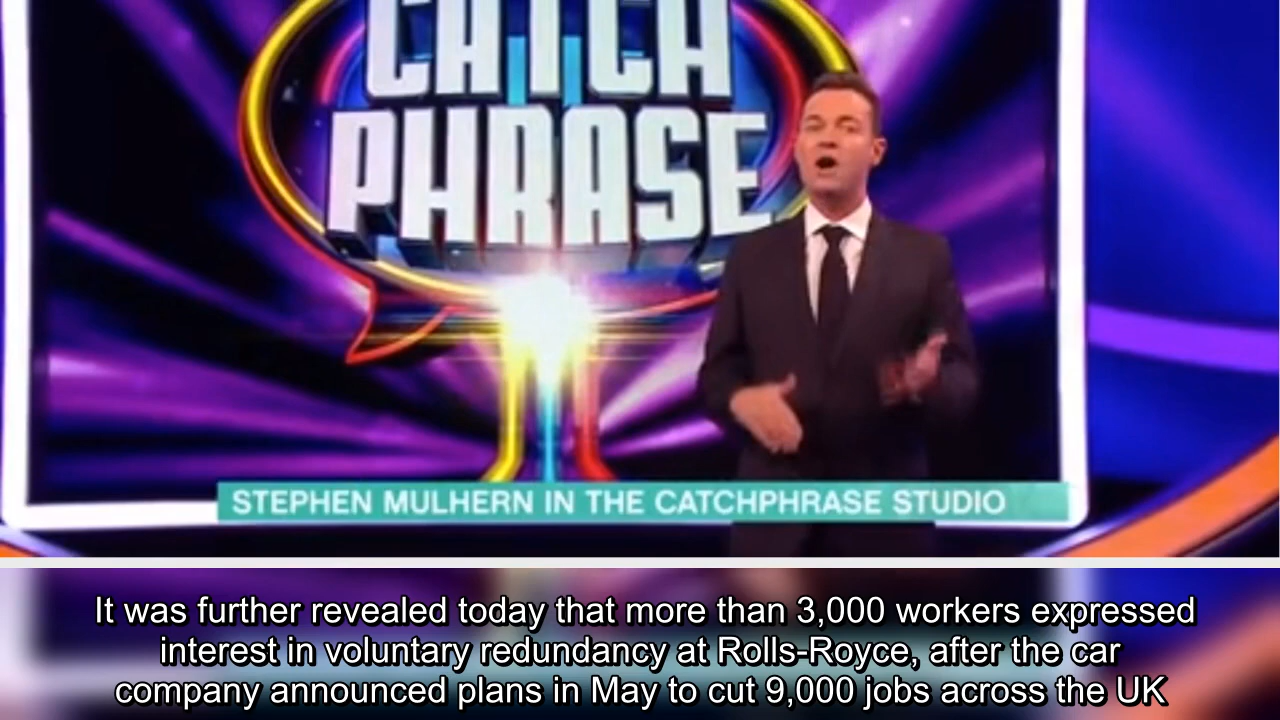 CATCH
PHRASE
STEPHEN MULHERN IN THE CATCHPHRASE STUDIO
It was further revealed today that more than 3,000 workers expressed
interest in voluntary redundancy at Rolls-Royce, after the car
company announced plans in May to cut 9,000 jobs across the UK